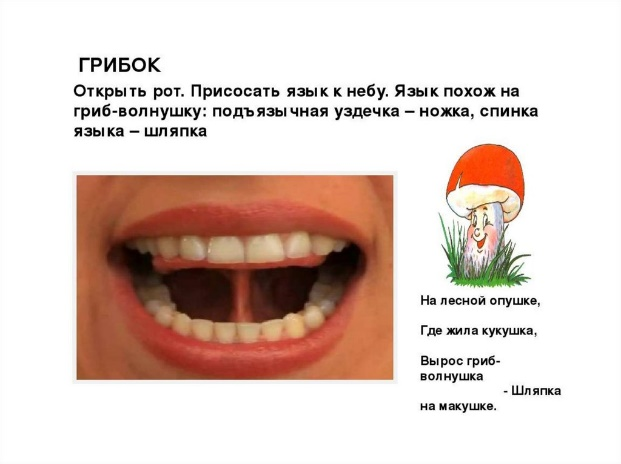 ГРИБОК
Открыть рот. Присосать язык к небу. Язык похож на
гриб-волнушку: подъязычная уздечка – ножка, спинка
языка – шляпка
На лесной опушке,
Где жила кукушка,
Вырос гриб-
волнушка
- Шляпка
на макушке.